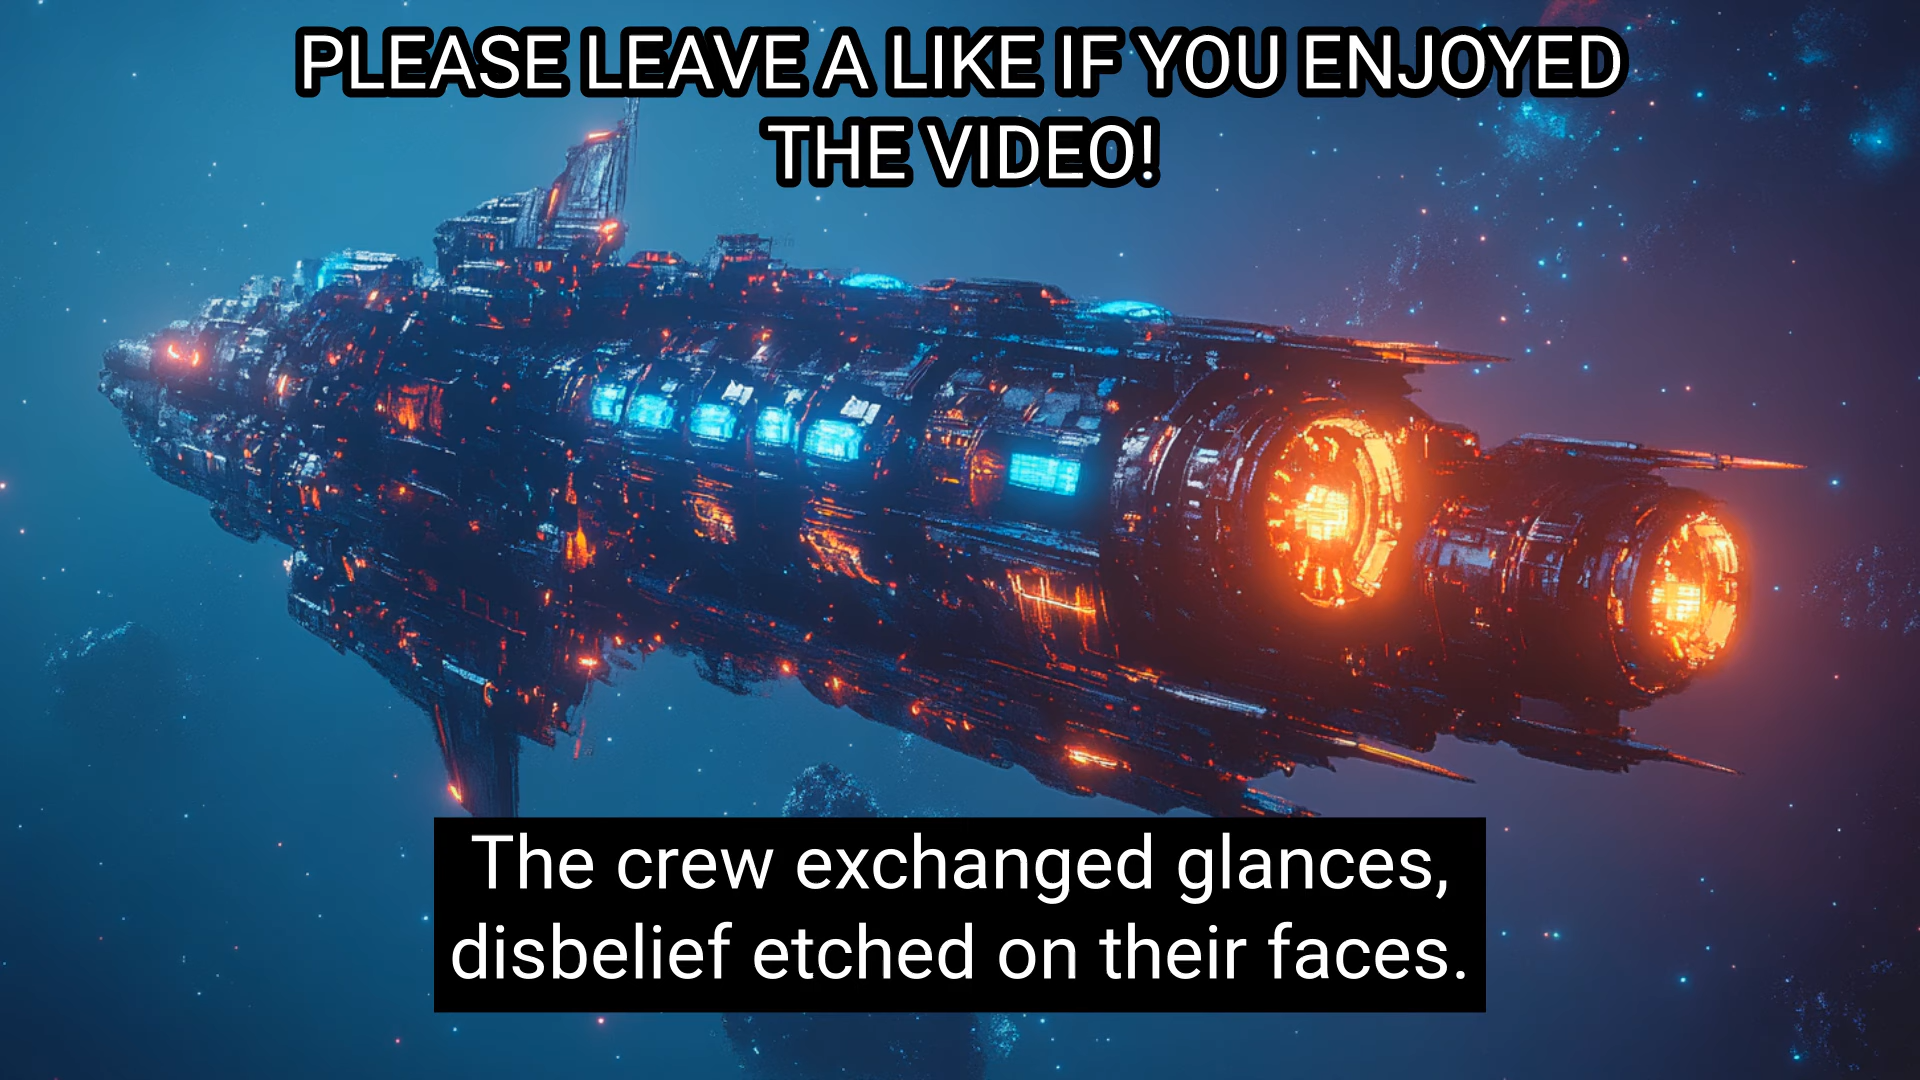 PLEASE LEAVE A LIKE IF YOU ENJOYED
THE VIDEO!
The crew exchanged glances,
disbelief etched on their faces.